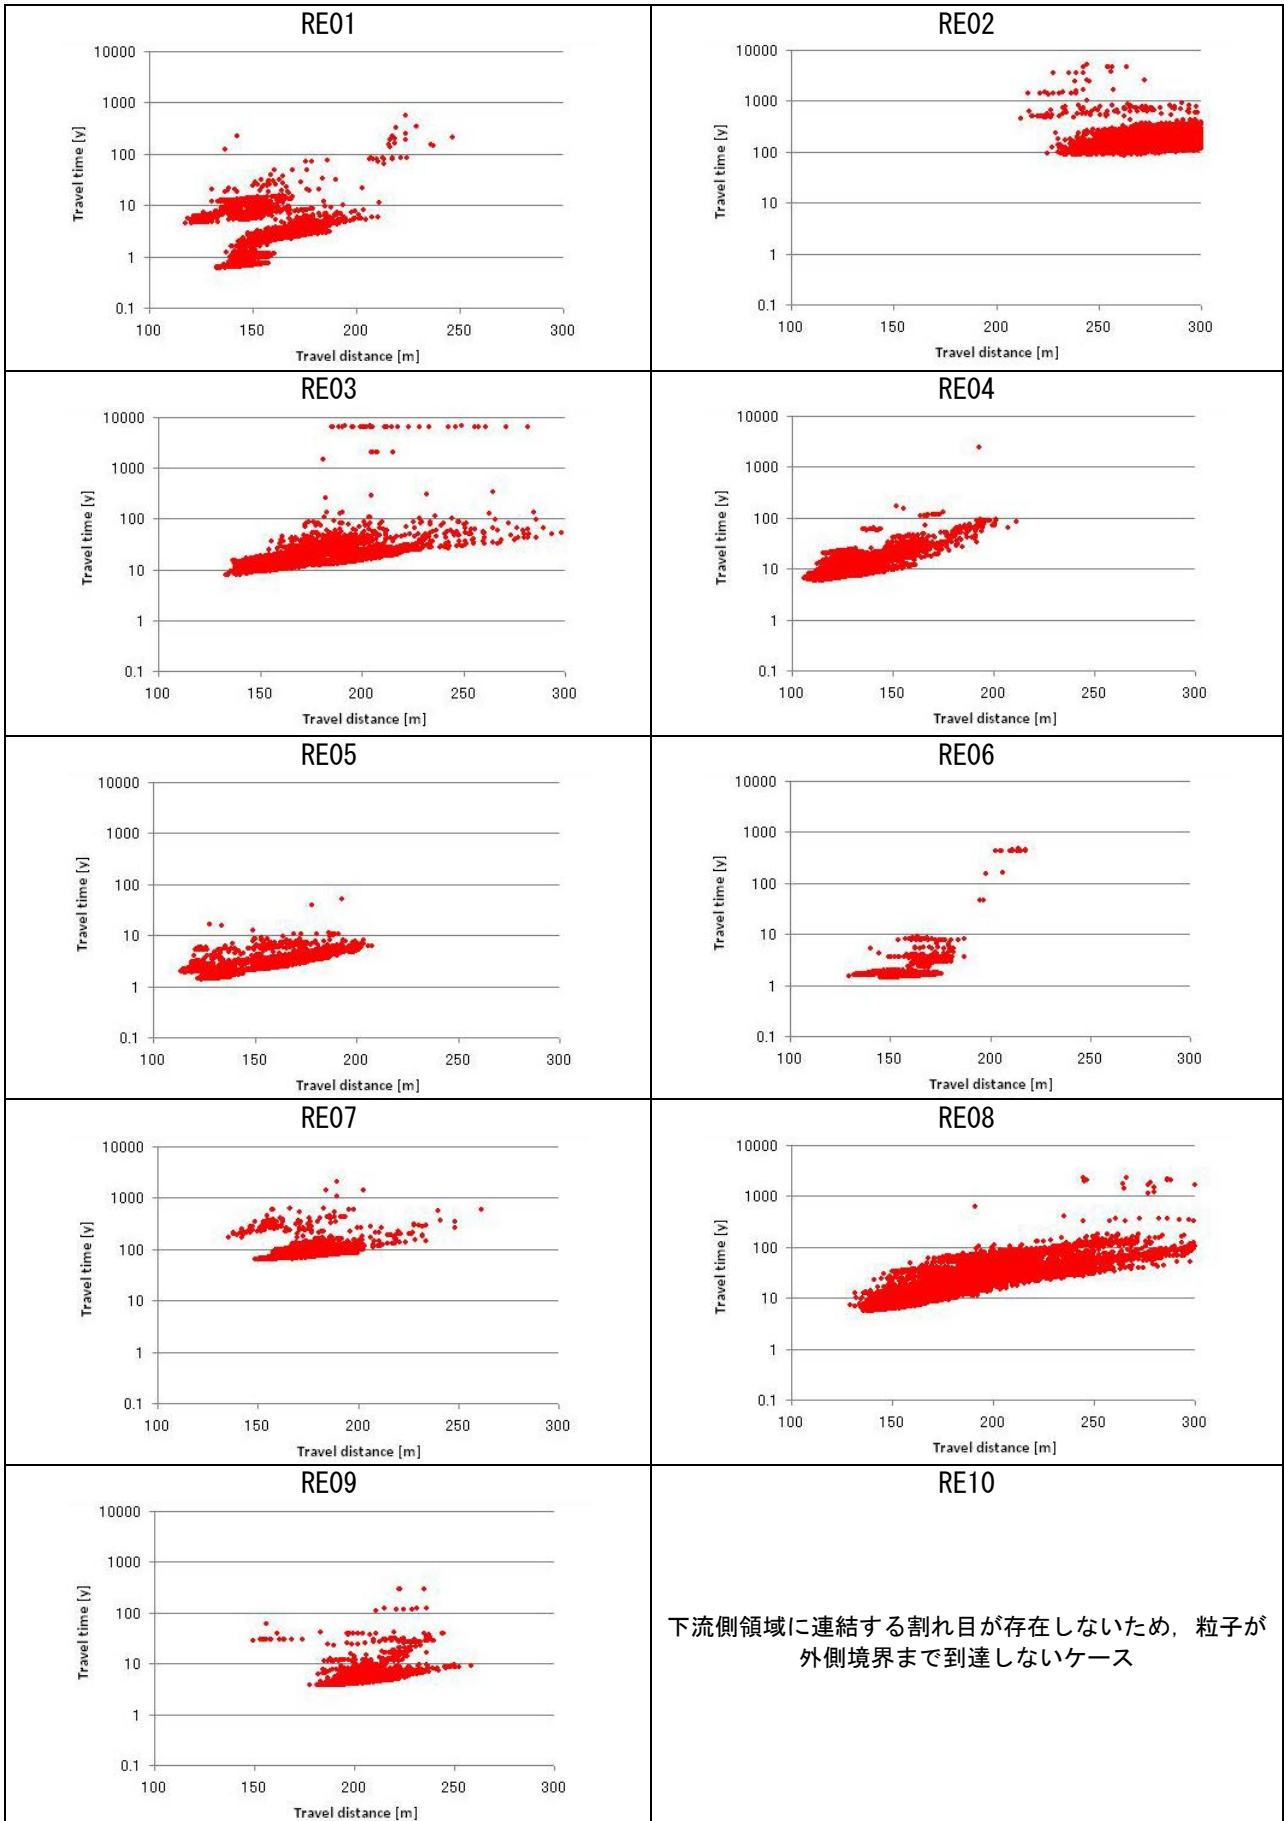 RE01
10000
1000
100
10
1
0.1
Travel time [y]
100 150 200 250 300
Travel distance [m]
RE02
10000
1000
100
10
1
0.1
Travel time [y]
100 150 200 250 300
Travel distance [m]
RE03
10000
1000
100
10
1
0.1
Travel time [y]
100 150 200 250 300
Travel distance [m]
RE04
10000
1000
100
10
1
0.1
Travel time [y]
100 150 200 250 300
Travel distance [m]
RE05
10000
1000
100
10
1
0.1
Travel time [y]
100 150 200 250 300
Travel distance [m]
RE06
10000
1000
100
10
1
0.1
Travel time [y]
100 150 200 250 300
Travel distance [m]
RE07
10000
1000
100
10
1
0.1
Travel time [y]
100 150 200 250 300
Travel distance [m]
RE08
10000
1000
100
10
1
0.1
Travel time [y]
100 150 200 250 300
Travel distance [m]
RE09
10000
1000
100
10
1
0.1
Travel time [y]
100 150 200 250 300
Travel distance [m]
RE10
下流側領域に連結する割れ目が存在しないため，粒子が
外側境界まで到達しないケース